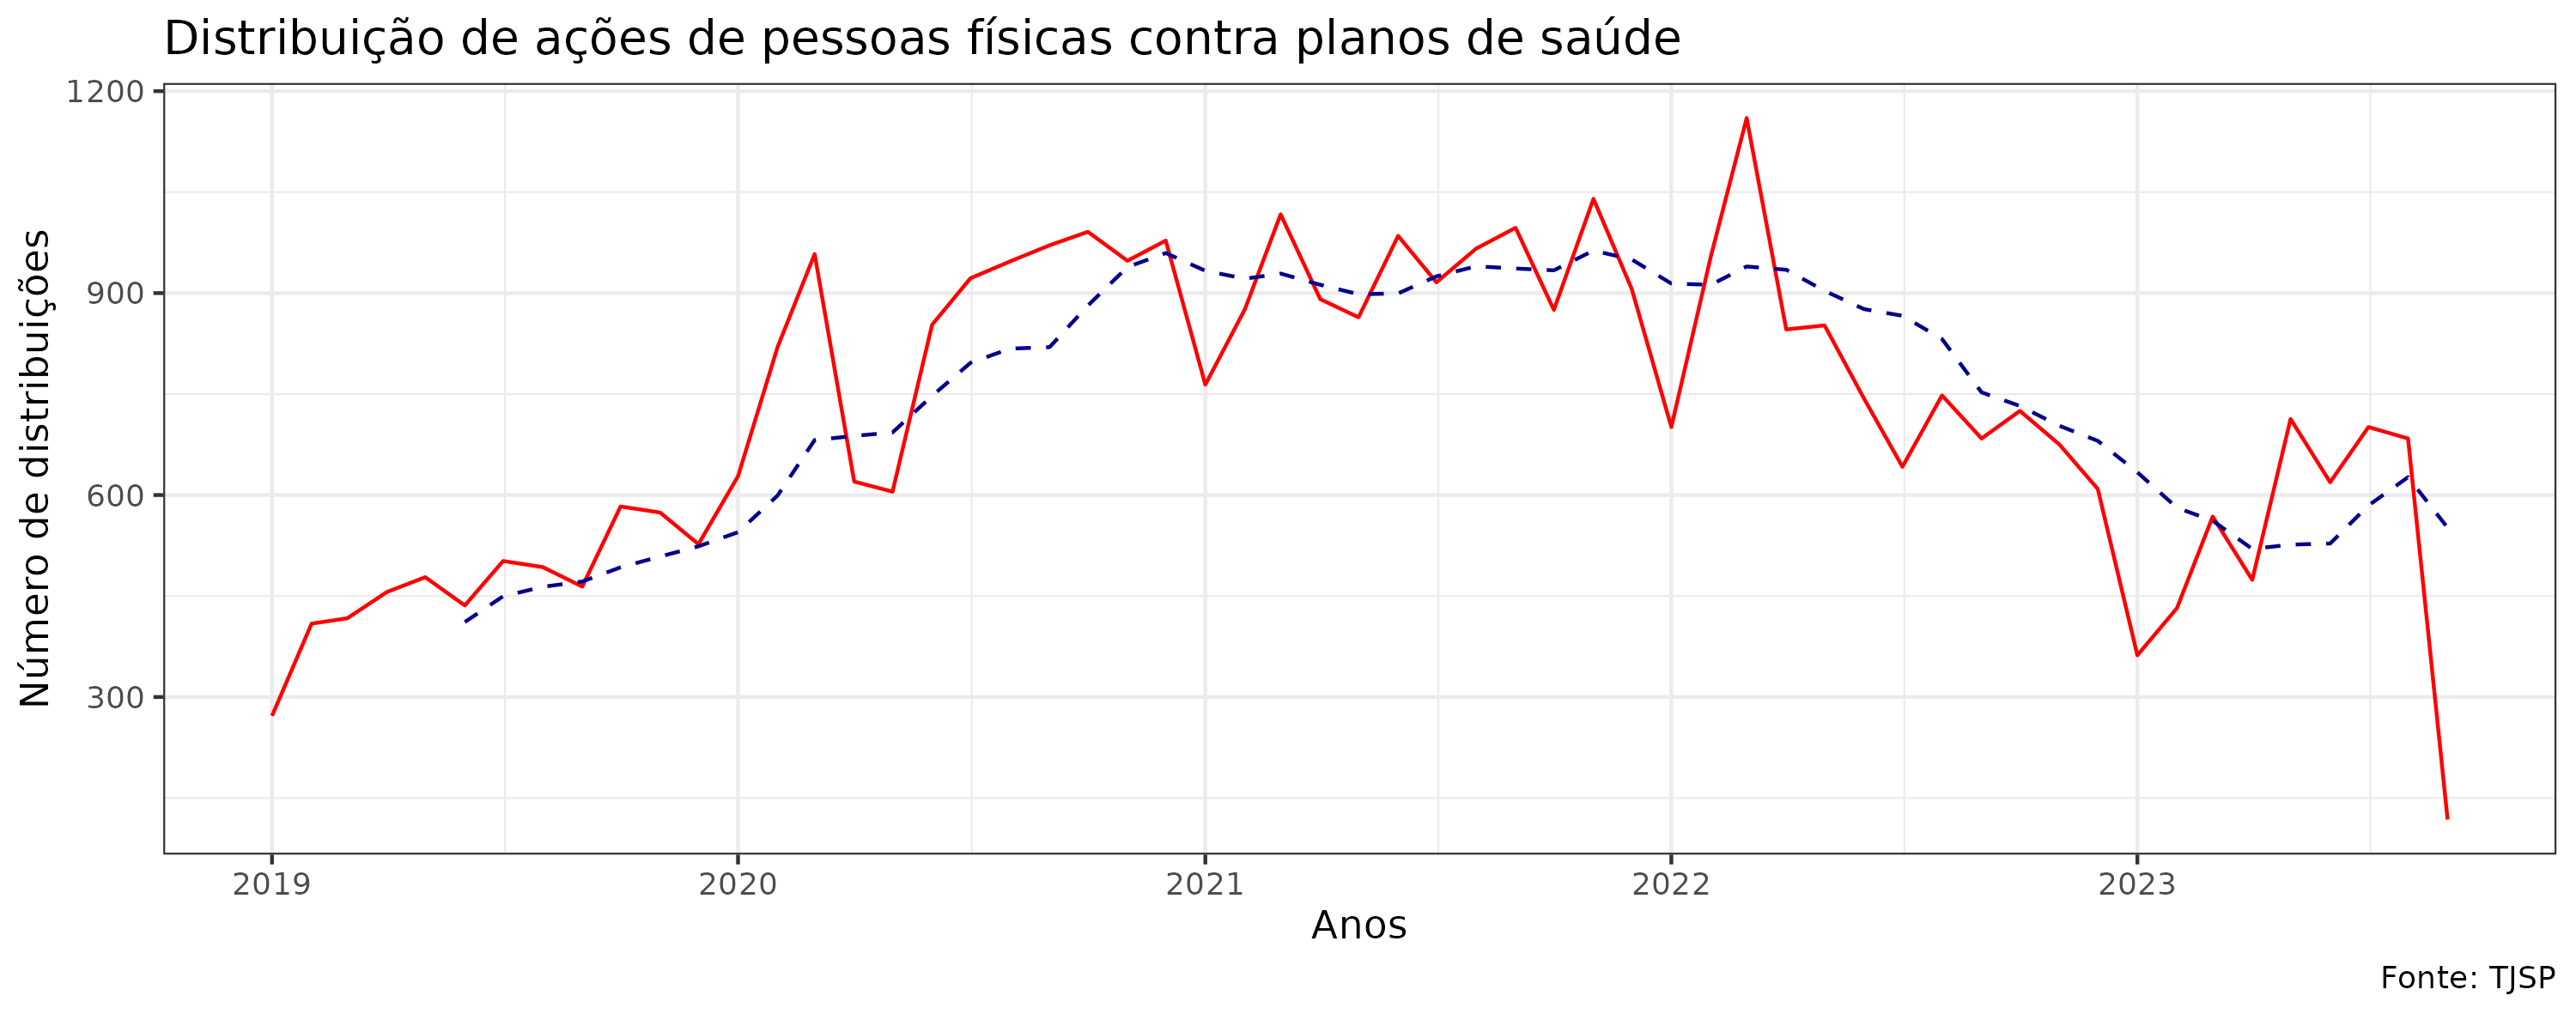 Distribuição de ações de pessoas físicas contra planos de saúde
Número de distribuições
1200
900
600
300
2019 2020 2021 2022 2023
Anos
Fonte: TJSP